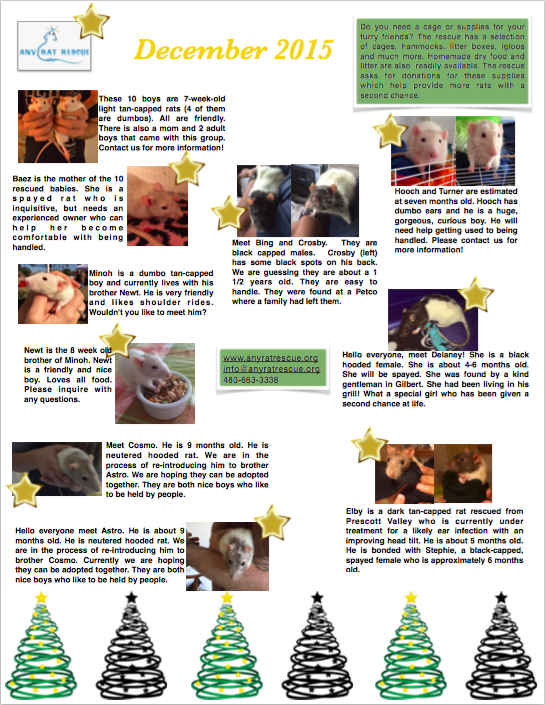 ANY RAT RESCUE
December 2015
Do you need a cage or supplies for your
furry friends? The rescue has a selection
of cages, hammocks, litter boxes, igloos
and much more. Homemade dry food and
litter are also readily available. The rescue
asks for donations for these supplies
which help provide more rats with a
second chance.
These 10 boys are 7-week-old
light tan-capped rats (4 of them
are dumbos). All are friendly.
There is also a mom and 2 adult
boys that came with this group.
Contact us for more information!
Baez is the mother of the 10
rescued babies. She is a
spayed rat who is
inquisitive, but needs an
experienced owner who can
help her become
comfortable with being
handled.
Meet Bing and Crosby. They are
black capped males. Crosby (left)
has some black spots on his back.
We are guessing they are about a 1
1/2 years old. They are easy to
handle. They were found at a Petco
where a family had left them.
Hooch and Turner are estimated
at seven months old. Hooch has
dumbo ears and he is a huge,
gorgeous, curious boy. He will
need help getting used to being
handled. Please contact us for
more information!
Minoh is a dumbo tan-capped
boy and currently lives with his
brother Newt. He is very friendly
and likes shoulder rides.
Wouldn't you like to meet him?
Newt is the 8 week old
brother of Minoh. Newt
is a friendly and nice
boy. Loves all food.
Please inquire with
any questions.
www.anyratrescue.org
info@anyratrescue.org
480-663-3338
Hello everyone, meet Delaney! She is a black
hooded female. She is about 4-6 months old.
She will be spayed. She was found by a kind
gentleman in Gilbert. She had been living in his
grill! What a special girl who has been given a
second chance at life.
Meet Cosmo. He is 9 months old. He is
neutered hooded rat. We are in the
process of re-introducing him to brother
Astro. We are hoping they can be adopted
together. They are both nice boys who like
to be held by people.
Hello everyone meet Astro. He is about 9
months old. He is neutered hooded rat. We
are in the process of re-introducing him to
brother Cosmo. Currently we are hoping
they can be adopted together. They are both
nice boys who like to be held by people.
Elby is a dark tan-capped rat rescued from
Prescott Valley who is currently under
treatment for a likely ear infection with an
improving head tilt. He is about 5 months old.
He is bonded with Stephie, a black-capped,
spayed female who is approximately 6 months
old.